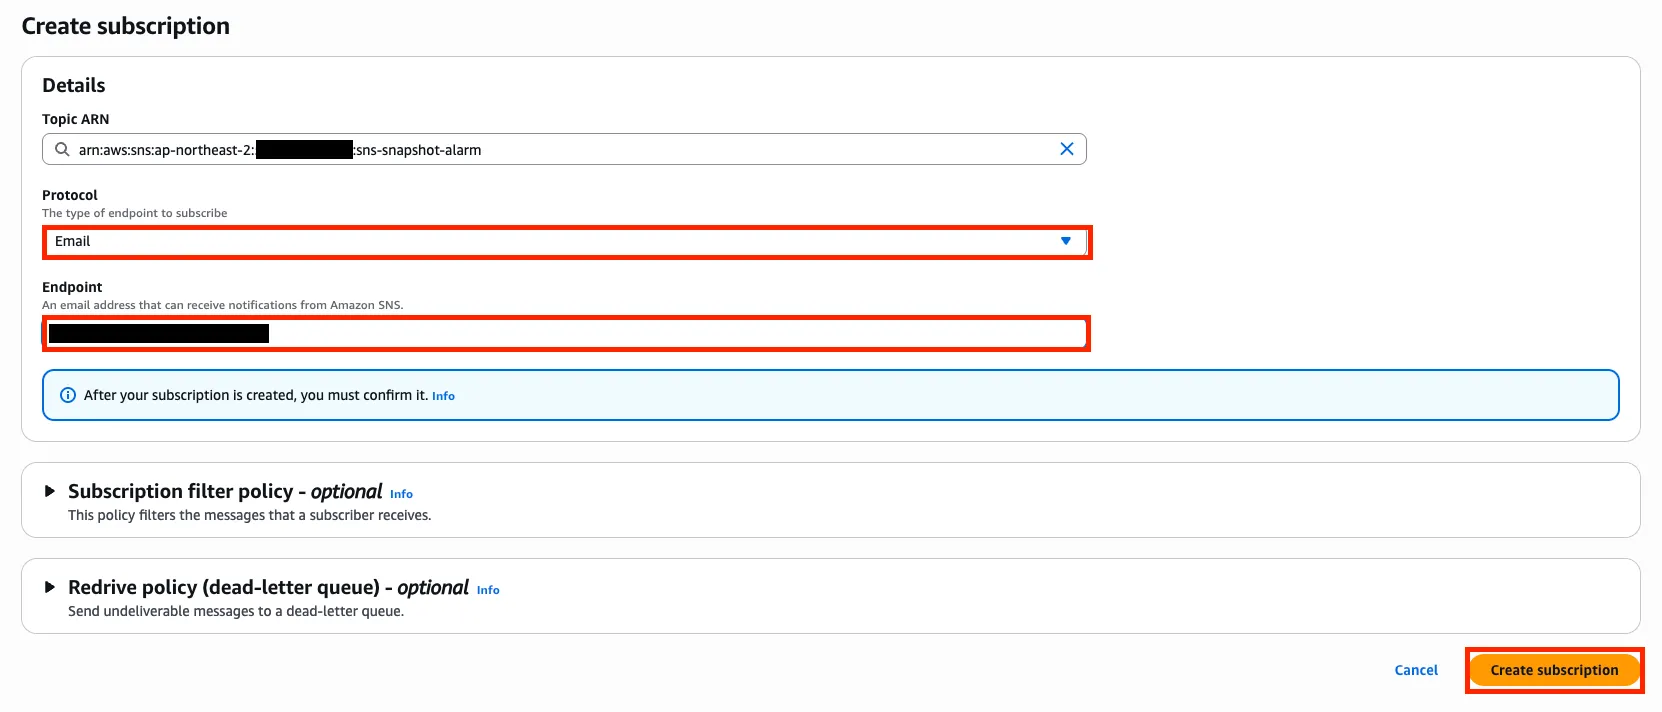 Create subscription
Details
Topic ARN
arn:aws:sns:ap-northeast-2: :sns-snapshot-alarm
Protocol
The type of endpoint to subscribe
Email
Endpoint
An email address that can receive notifications from Amazon SNS.
After your subscription is created, you must confirm it. Info
Subscription filter policy - optional Info
This policy filters the messages that a subscriber receives.
Redrive policy (dead-letter queue) - optional Info
Send undeliverable messages to a dead-letter queue.
Cancel
Create subscription